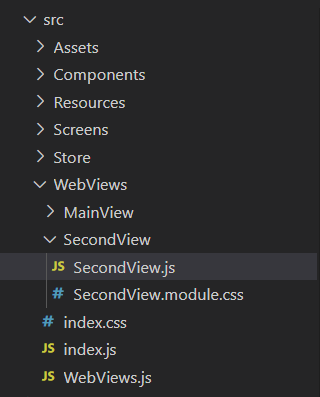 src
Assets
Components
Resources
Screens
Store
WebViews
MainView
SecondView
JS SecondView.js
# SecondView.module.css
# index.css
JS index.js
JS WebViews.js